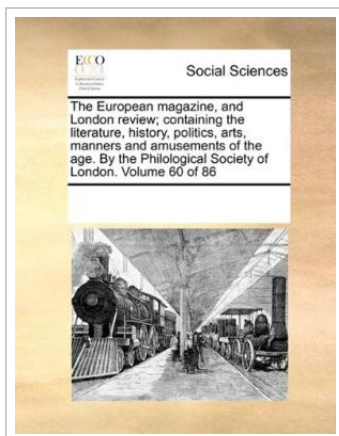 ECCO
Social Sciences
The European magazine, and
London review; containing the
literature, history, politics, arts,
manners and amusements of the
age. By the Philological Society of
London. Volume 60 of 86